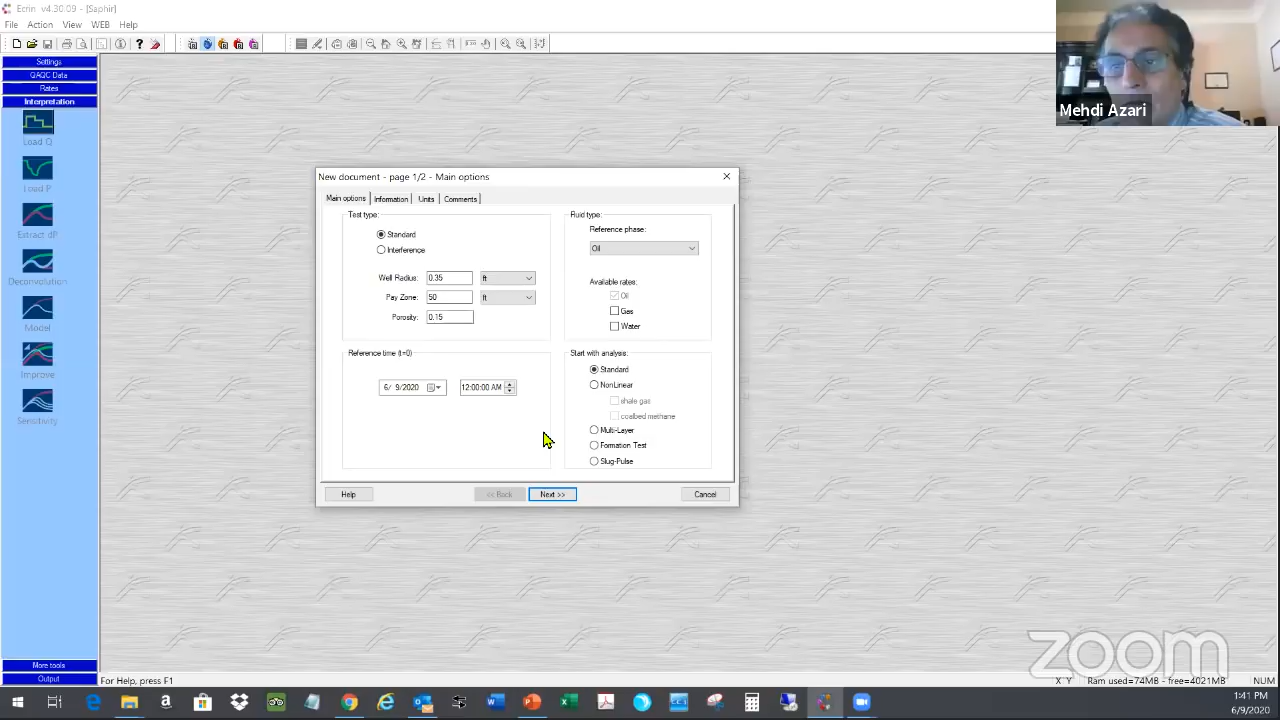 Ecrin v4.30.09 - [Saphir]
File Action View WEB Help
Settings
QAQC Data
Rates
Interpretation
Load Q
Load P
Extract dP
Deconvolution
Model
Improve
Sensitivity
More tools
Output
New document - page 1/2 - Main options
Main options Information Units Comments
Test type:
Standard
Interference
Well Radius: 0.35 ft
Pay Zone: 50 ft
Porosity: 0.15
Fluid type:
Reference phase:
Oil
Available rates:
Oil
Gas
Water
Reference time (t=0)
6/ 9/2020 12:00:00 AM
Start with analysis:
Standard
NonLinear
shale gas
coalbed methane
Multi-Layer
Formation Test
Slug-Pulse
Help << Back Next >> Cancel
Mehdi Azari
zoom
For Help, press F1
X Y Ram used=74MB - free=4021MB NUM
1:41 PM
6/9/2020